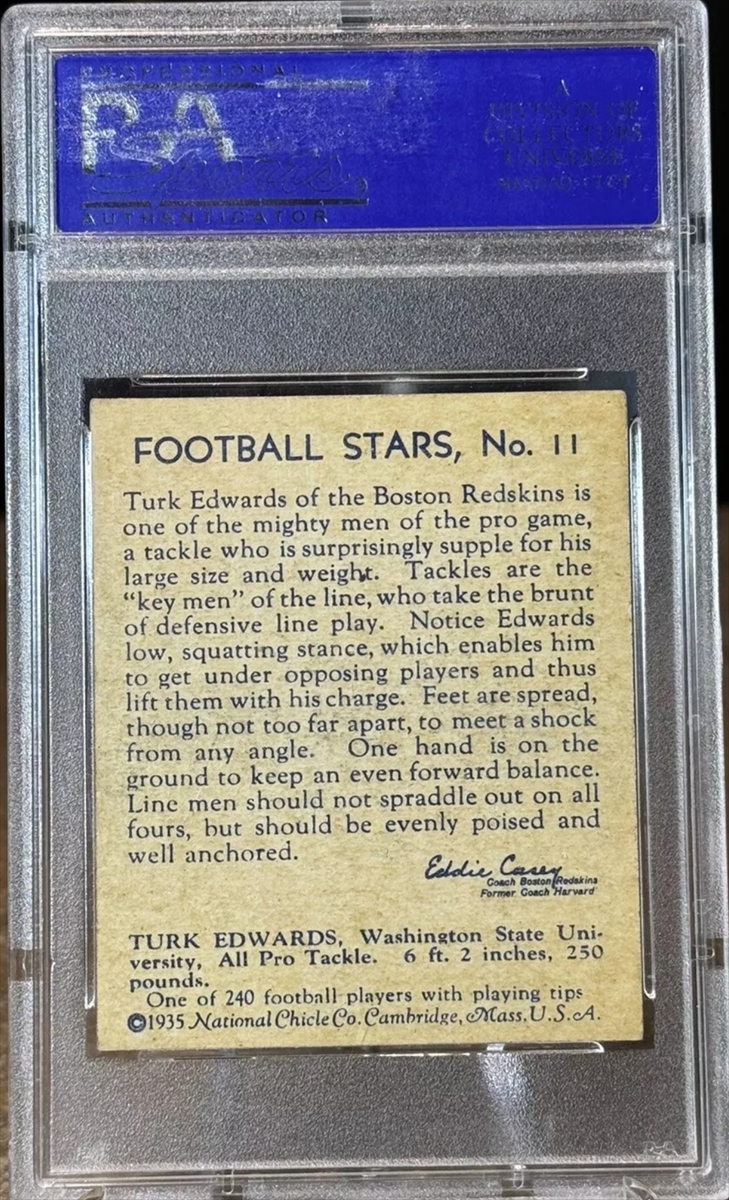 PROFESSIONAL
PSA
AUTHENTICATOR
A
DIVISION OF
COLLECTORS
UNIVERSE
FOOTBALL STARS, No. 11
Turk Edwards of the Boston Redskins is
one of the mighty men of the pro game,
a tackle who is surprisingly supple for his
large size and weight. Tackles are the
“key men” of the line, who take the brunt
of defensive line play. Notice Edwards
low, squatting stance, which enables him
to get under opposing players and thus
lift them with his charge. Feet are spread,
though not too far apart, to meet a shock
from any angle. One hand is on the
ground to keep an even forward balance.
Line men should not spraddle out on all
fours, but should be evenly poised and
well anchored.
Eddie Casey
Coach Boston Redskins
Former Coach Harvard
TURK EDWARDS, Washington State Uni-
versity, All Pro Tackle. 6 ft. 2 inches, 250
pounds.
One of 240 football players with playing tips
©1935 National Chicle Co. Cambridge, Mass. U.S.A.